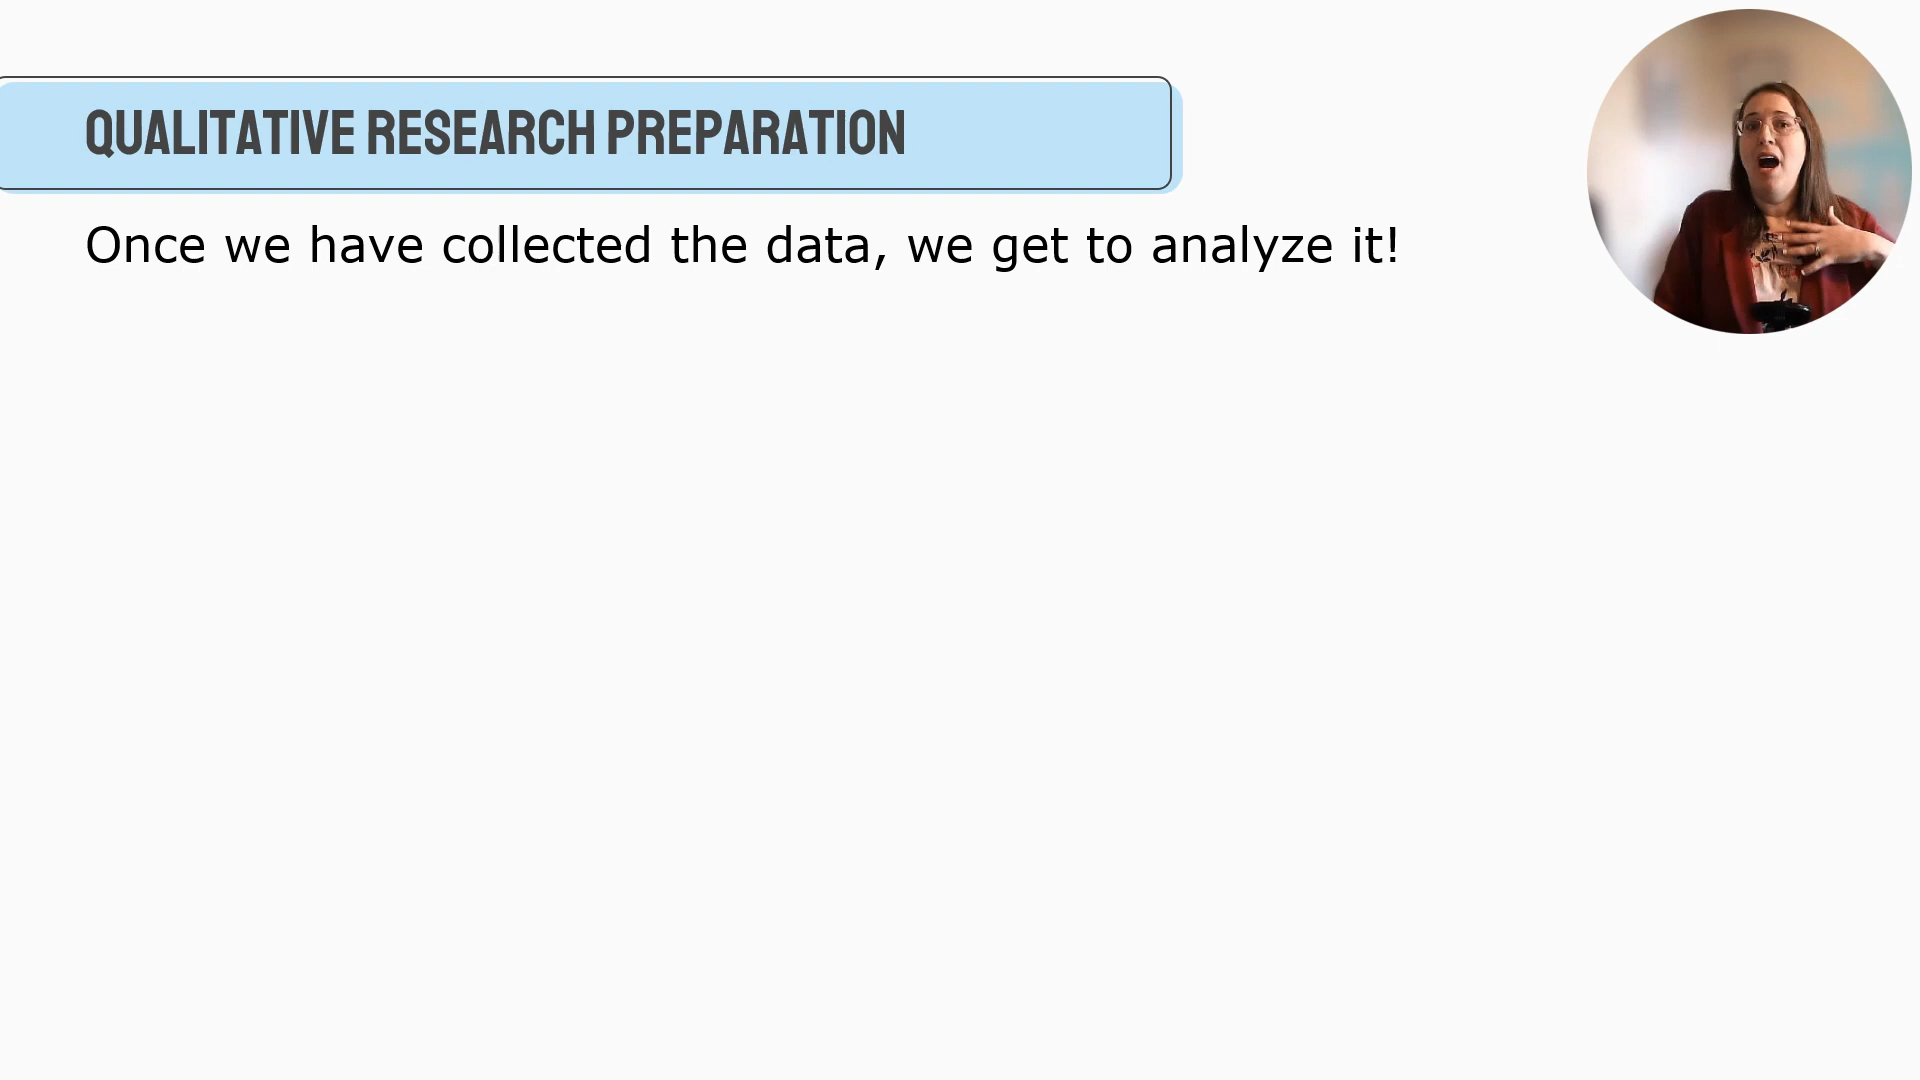 QUALITATIVE RESEARCH PREPARATION
Once we have collected the data, we get to analyze it!